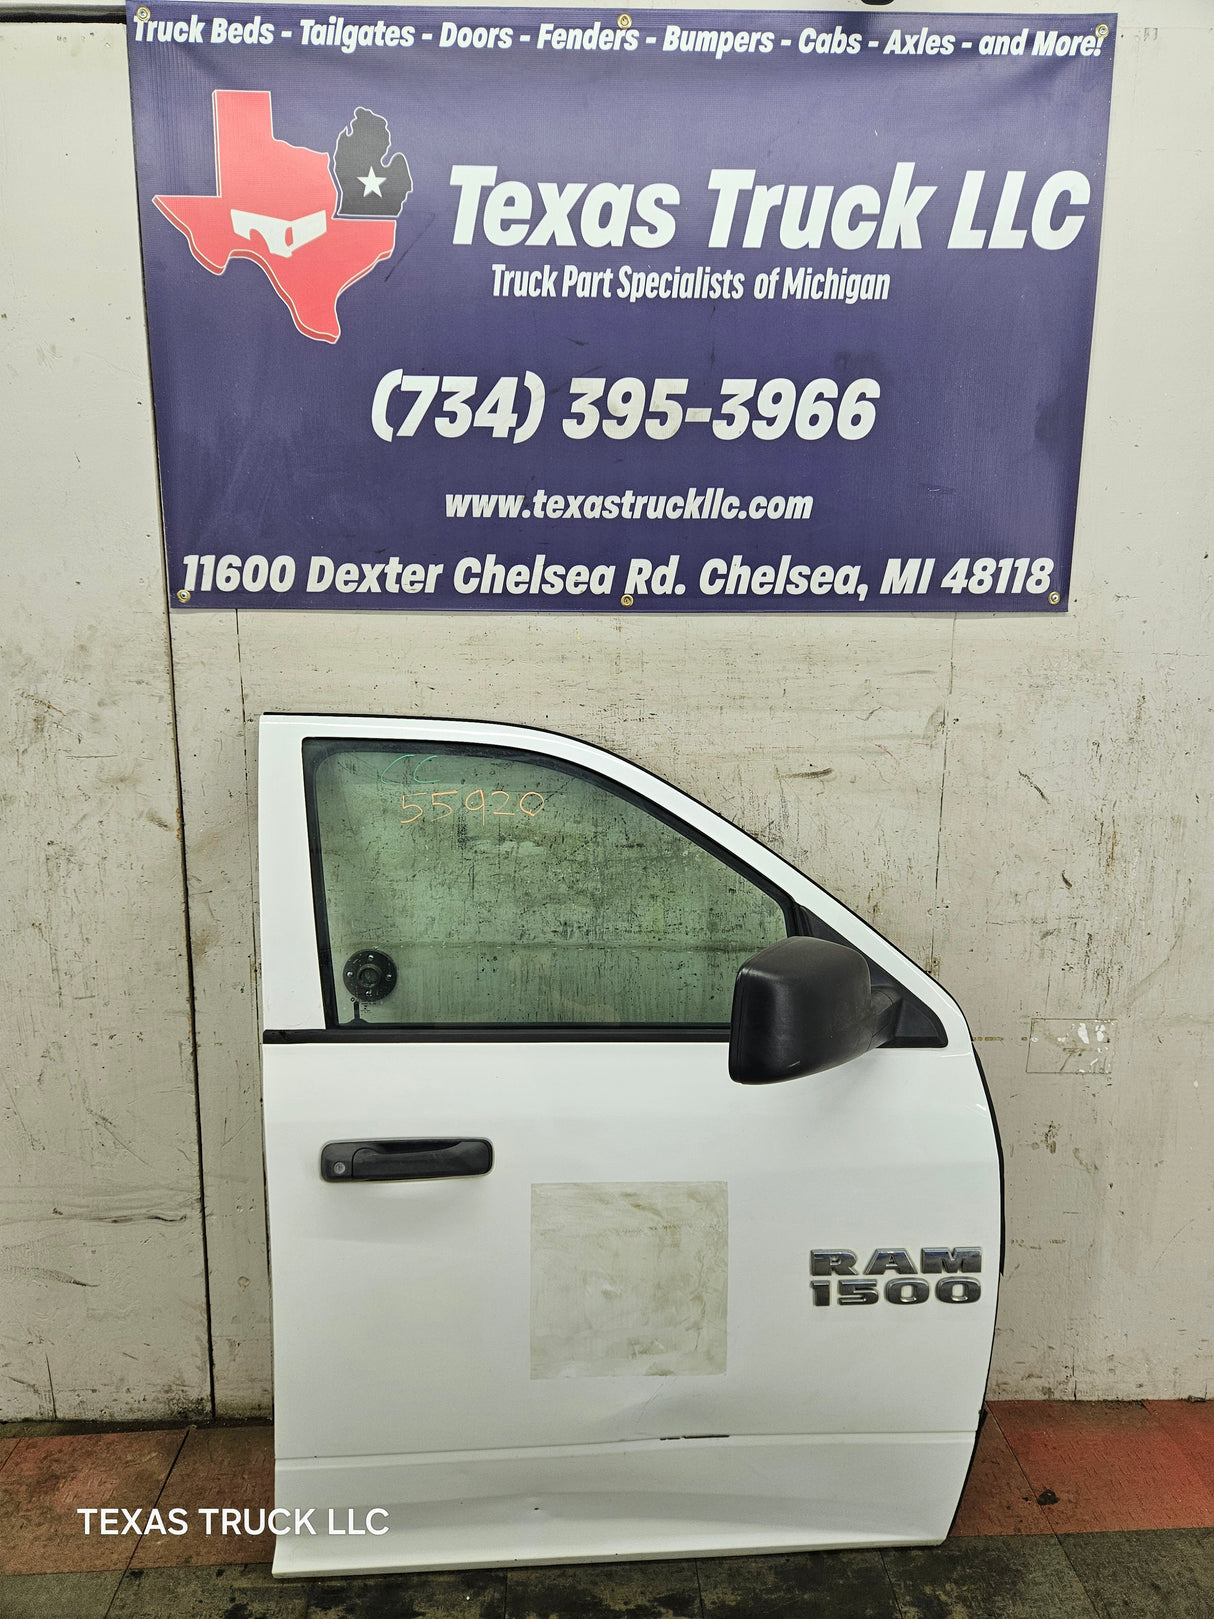 Truck Beds - Tailgates - Doors - Fenders - Bumpers - Cabs - Axles - and More!
Texas Truck LLC
Truck Part Specialists of Michigan
(734) 395-3966
www.texastruckllc.com
11600 Dexter Chelsea Rd. Chelsea, MI 48118
CC
55920
RAM
1500
TEXAS TRUCK LLC